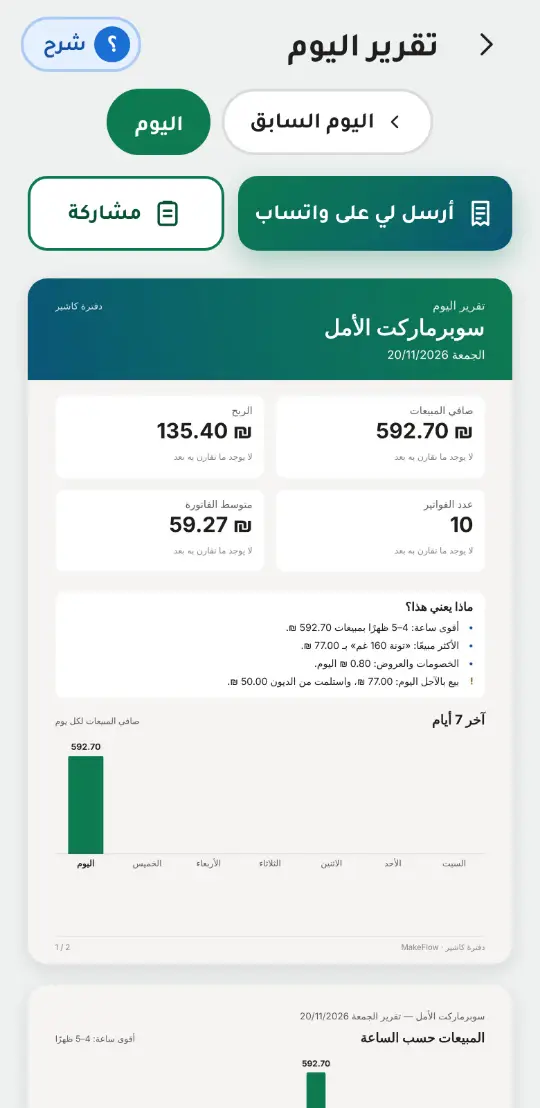 تقرير اليوم
؟ شرح
اليوم السابق
اليوم
أرسل لي على واتساب
مشاركة
تقرير اليوم
دفترة كاشير
سوبرماركت الأمل
الجمعة 20/11/2026
صافي المبيعات
₪ 592.70
لا يوجد ما نقارن به بعد
الربح
₪ 135.40
لا يوجد ما نقارن به بعد
عدد الفواتير
10
لا يوجد ما نقارن به بعد
متوسط الفاتورة
₪ 59.27
لا يوجد ما نقارن به بعد
ماذا يعني هذا؟
• أقوى ساعة: 4–5 ظهرًا بمبيعات 592.70 ₪.
• الأكثر مبيعًا: «تونة 160 غم» بـ 77.00 ₪.
• الخصومات والعروض: 0.80 ₪ اليوم.
! بيع بالآجل اليوم: 77.00 ₪، واستلمت من الديون 50.00 ₪.
آخر 7 أيام
صافي المبيعات لكل يوم
592.70
السبت
الأحد
الاثنين
الثلاثاء
الأربعاء
الخميس
اليوم
دفترة كاشير · MakeFlow
1 / 2
سوبرماركت الأمل — تقرير الجمعة 20/11/2026
المبيعات حسب الساعة
أقوى ساعة: 4–5 ظهرًا
592.70